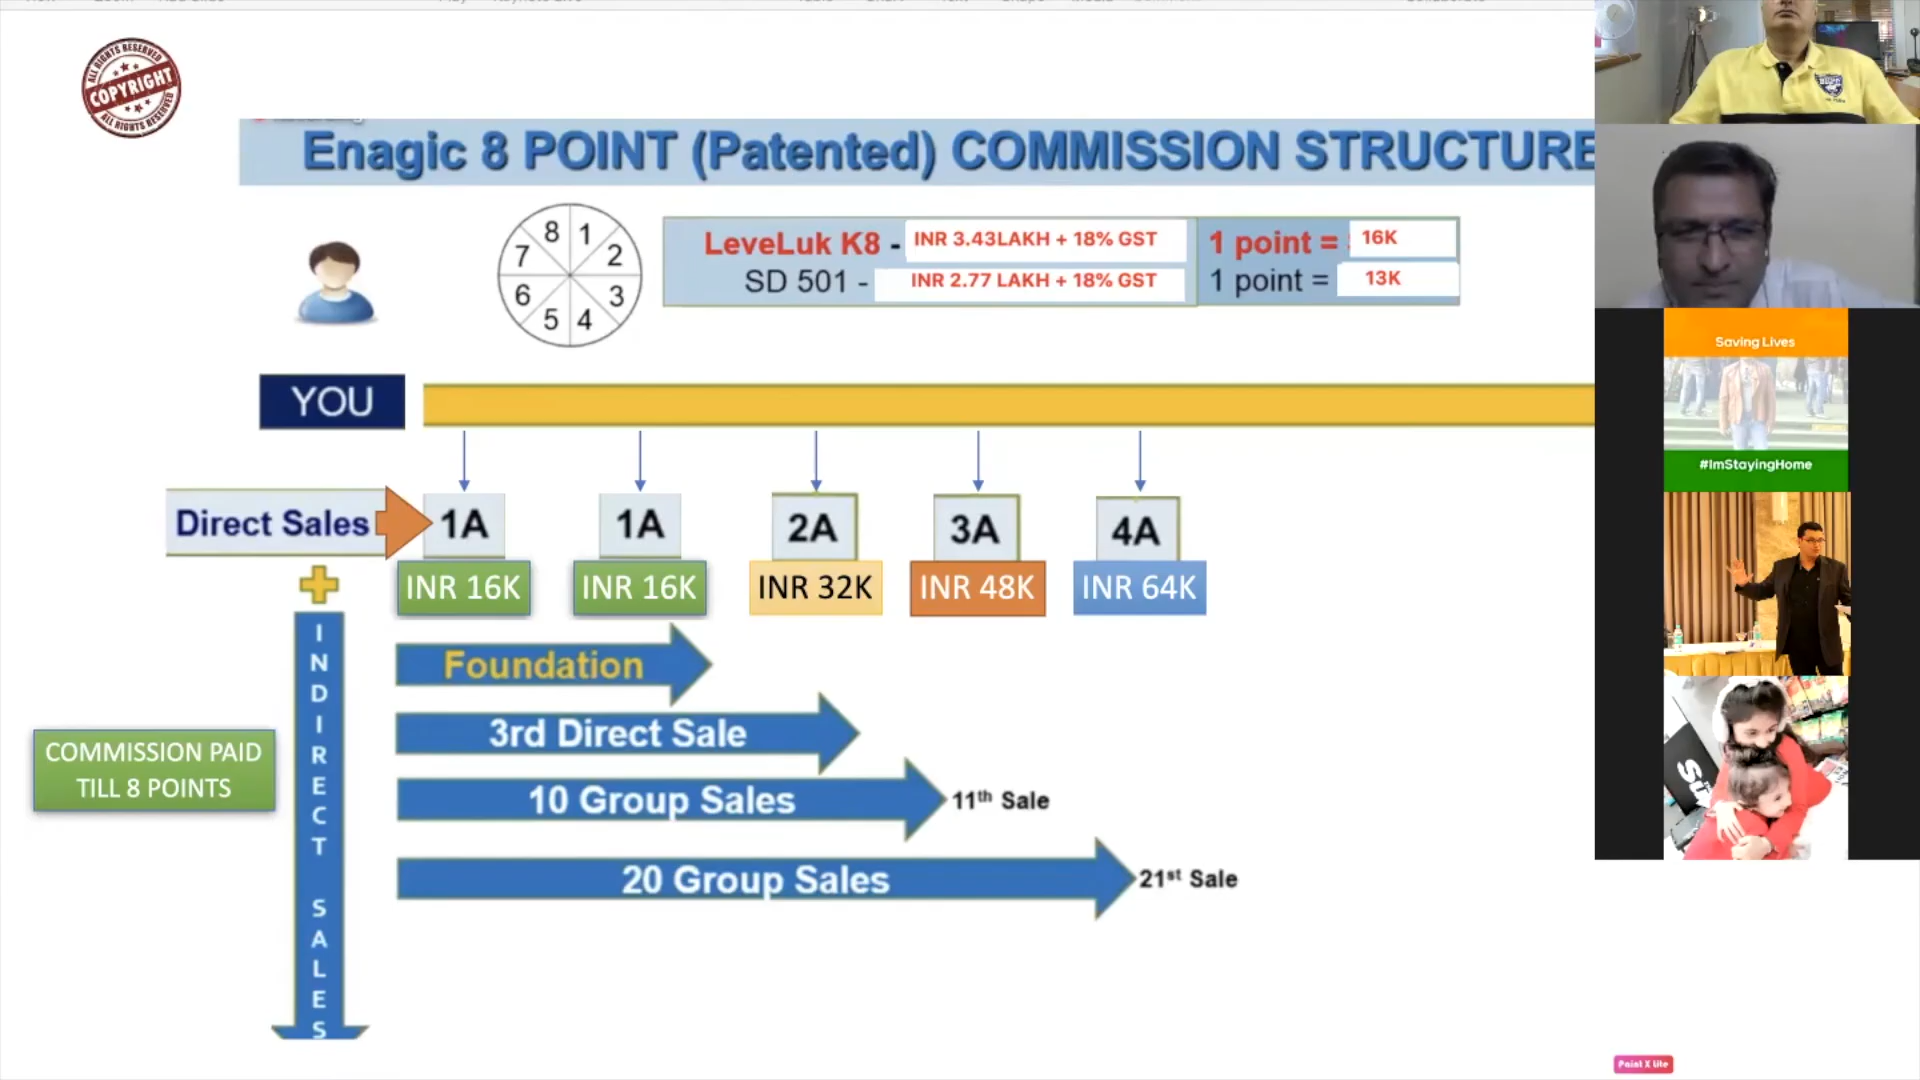 ALL RIGHTS RESERVED
COPYRIGHT
ALL RIGHTS RESERVED
Enagic 8 POINT (Patented) COMMISSION STRUCTURE
8 1
7 2
6 3
5 4
LeveLuk K8 - INR 3.43LAKH + 18% GST 1 point = 16K
SD 501 - INR 2.77 LAKH + 18% GST 1 point = 13K
YOU
Direct Sales 1A 1A 2A 3A 4A
INR 16K INR 16K INR 32K INR 48K INR 64K
INDIRECT SALES
Foundation
3rd Direct Sale
10 Group Sales 11th Sale
20 Group Sales 21st Sale
COMMISSION PAID
TILL 8 POINTS
Saving Lives
#ImStayingHome
Point X lite